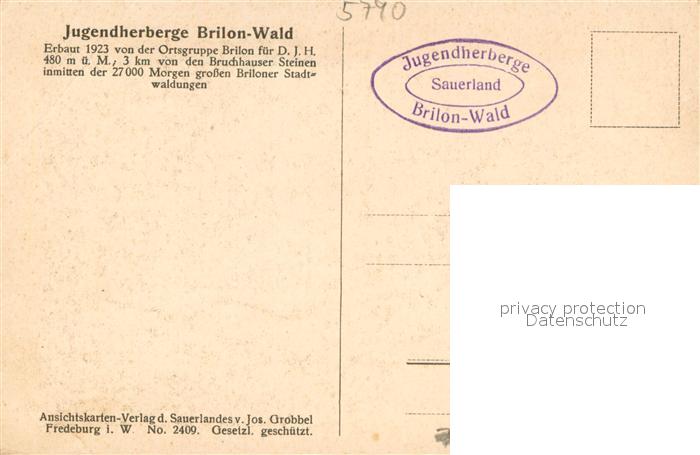 5790
Jugendherberge Brilon-Wald
Erbaut 1923 von der Ortsgruppe Brilon für D. J. H.
480 m ü. M., 3 km von den Bruchhauser Steinen
inmitten der 27000 Morgen großen Briloner Stadt=
waldungen
Jugendherberge
Sauerland
Brilon-Wald
privacy protection
Datenschutz
Ansichtskarten-Verlag d. Sauerlandes v. Jos. Grobbel
Fredeburg i. W. No. 2409. Gesetzl. geschützt.